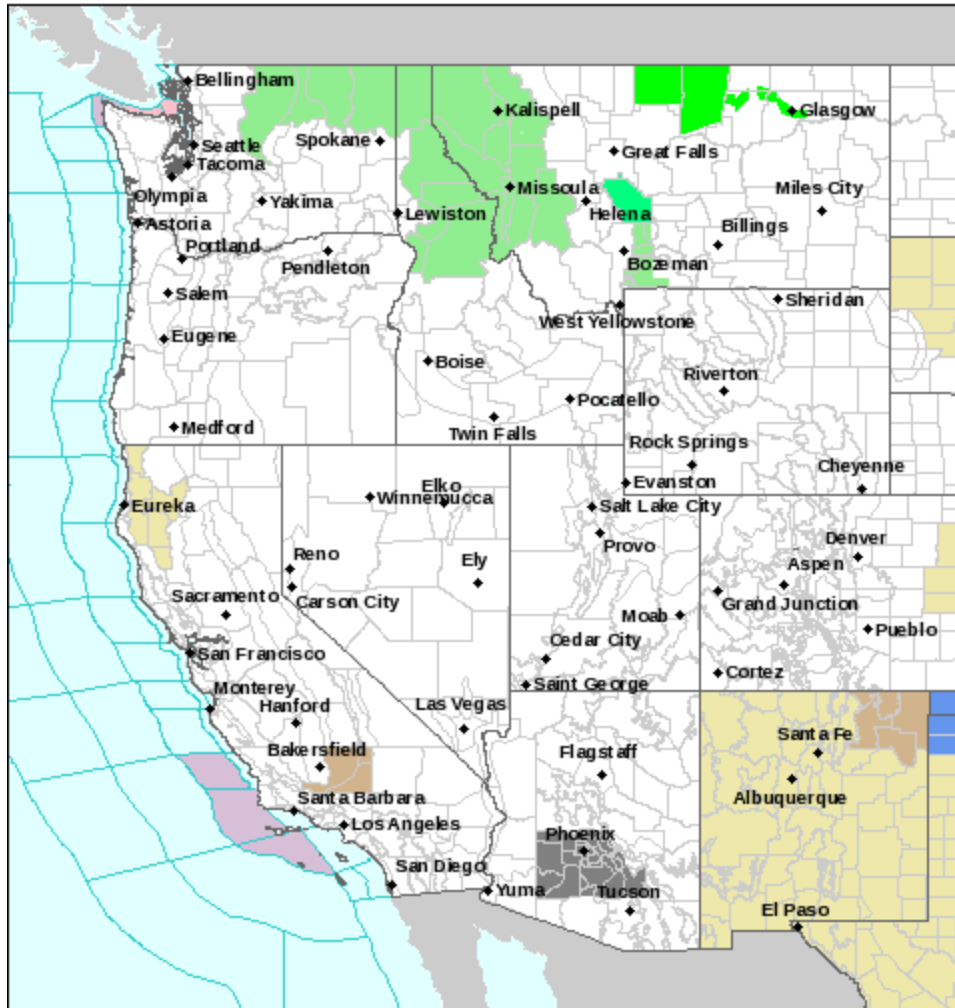 Bellingham
Kalispell
Glasgow
Seattle
Spokane
Great Falls
Tacoma
Olympia
Missoula
Miles City
Yakima
Lewiston
Helena
Astoria
Billings
Portland
Pendleton
Bozeman
Salem
Sheridan
West Yellowstone
Eugene
Boise
Riverton
Pocatello
Medford
Twin Falls
Rock Springs
Cheyenne
Elko
Evanston
Winnemucca
Eureka
Salt Lake City
Provo
Denver
Reno
Ely
Aspen
Sacramento
Carson City
Grand Junction
Moab
Pueblo
Cedar City
San Francisco
Cortez
Saint George
Monterey
Hanford
Las Vegas
Santa Fe
Bakersfield
Flagstaff
Santa Barbara
Albuquerque
Los Angeles
Phoenix
San Diego
Yuma
Tucson
El Paso